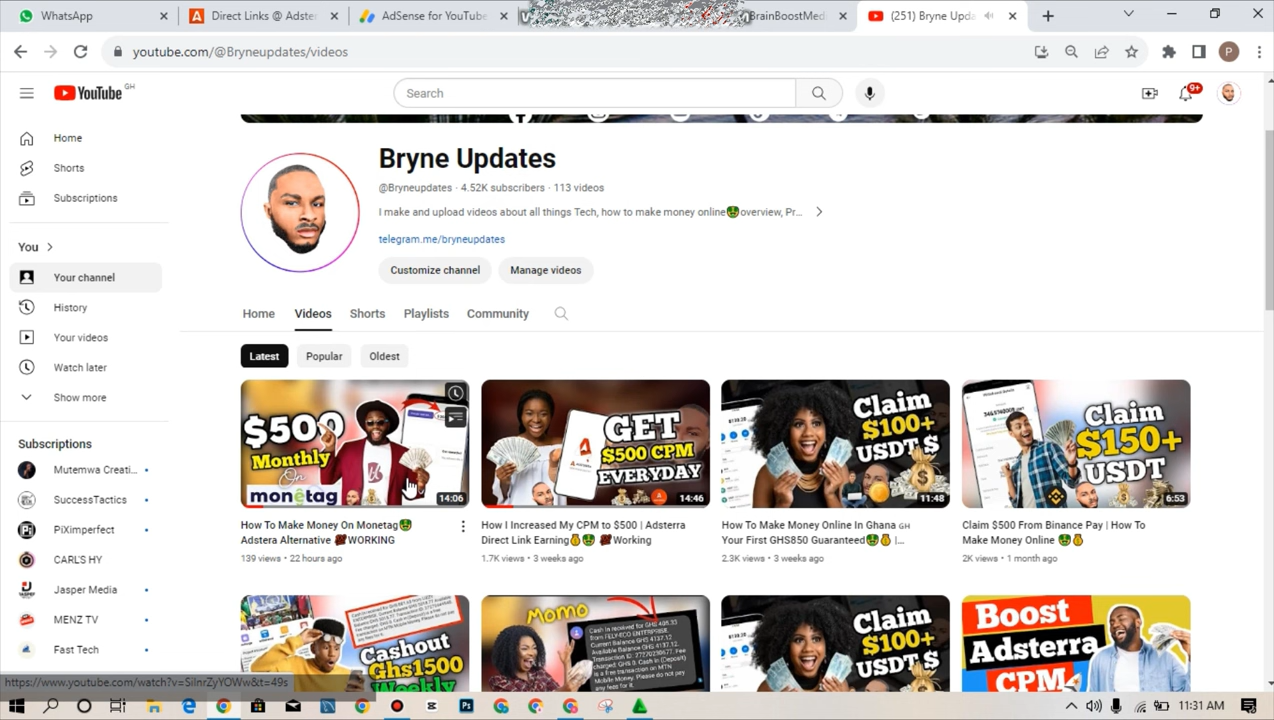 WhatsApp
Direct Links @ Adster
AdSense for YouTube
BrainBoostMedi
(251) Bryne Upda
youtube.com/@Bryneupdates/videos
P
YouTube GH
Search
9+
Home
Shorts
Subscriptions
You
Your channel
History
Your videos
Watch later
Show more
Subscriptions
Mutemwa Creati...
SuccessTactics
PiXimperfect
CARL'S HY
Jasper Media
MENZ TV
Fast Tech
Bryne Updates
@Bryneupdates · 4.52K subscribers · 113 videos
I make and upload videos about all things Tech, how to make money online🤑overview, Pr...
telegram.me/bryneupdates
Customize channel
Manage videos
Home
Videos
Shorts
Playlists
Community
Latest
Popular
Oldest
$500
Monthly
On
monetag
14:06
GET
$500 CPM
EVERYDAY
14:46
Claim
$100+
USDT $
11:48
Claim
$150+
USDT
6:53
How To Make Money On Monetag🤑
Adstera Alternative 💯WORKING
139 views · 22 hours ago
How I Increased My CPM to $500 | Adsterra
Direct Link Earning💰🤑 💯Working
1.7K views · 3 weeks ago
How To Make Money Online In Ghana GH
Your First GHS850 Guaranteed🤑💰 |...
2.3K views · 3 weeks ago
Claim $500 From Binance Pay | How To
Make Money Online 🤑💰
2K views · 1 month ago
Cashout
Ghs1500
Weekly
Momo
Claim
$100+
USDT $
Boost
Adsterra
CPM
https://www.youtube.com/watch?v=SiInrZyYOWw&t=49s
11:31 AM